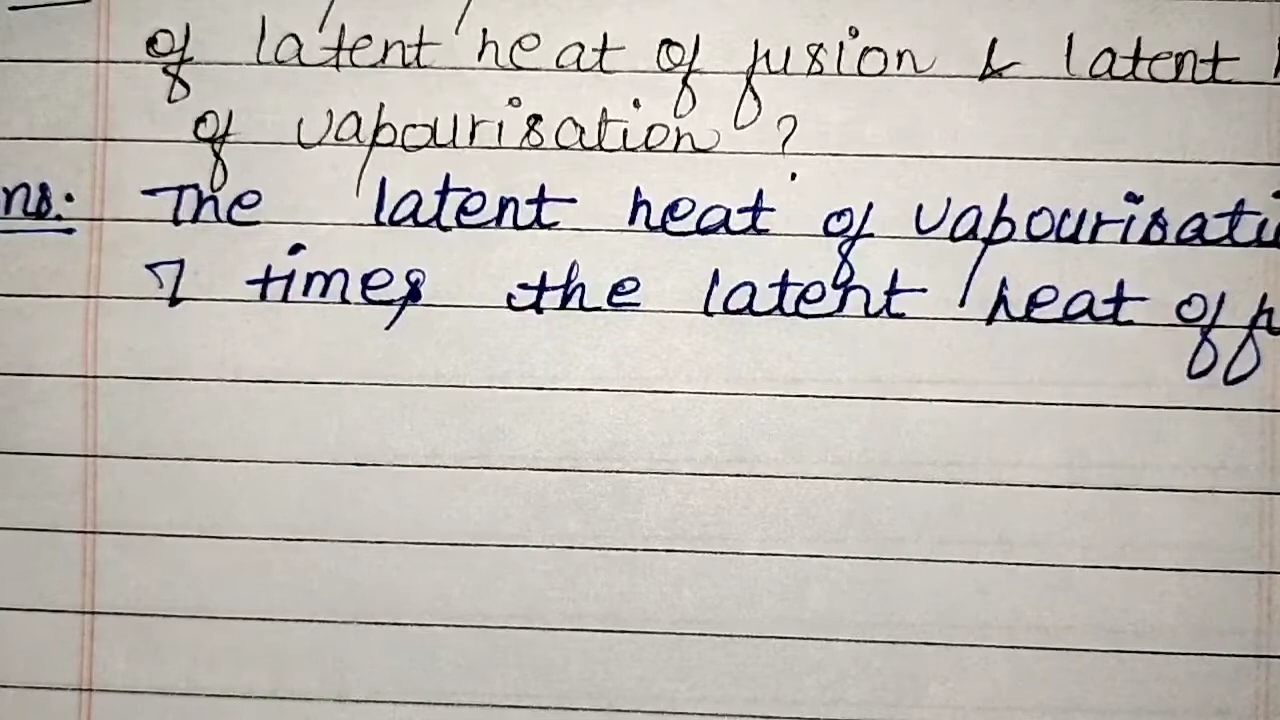 of latent heat of fusion & latent
of vapourisation ?
ns. The latent heat of vapourisati
7 times the latent heat of f